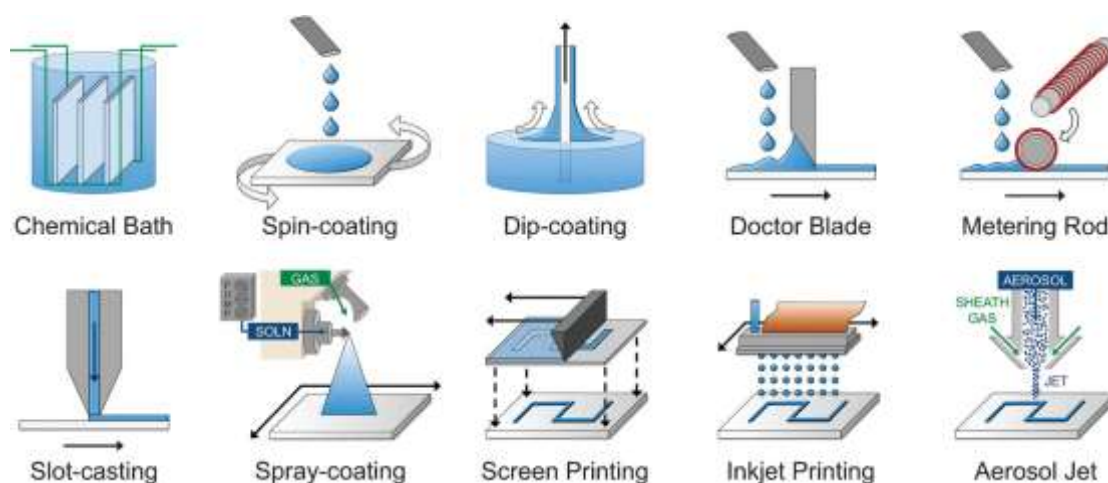 Chemical Bath
Spin-coating
Dip-coating
Doctor Blade
Metering Rod
GAS
SOLN
AEROSOL
SHEATH
GAS
JET
Slot-casting
Spray-coating
Screen Printing
Inkjet Printing
Aerosol Jet